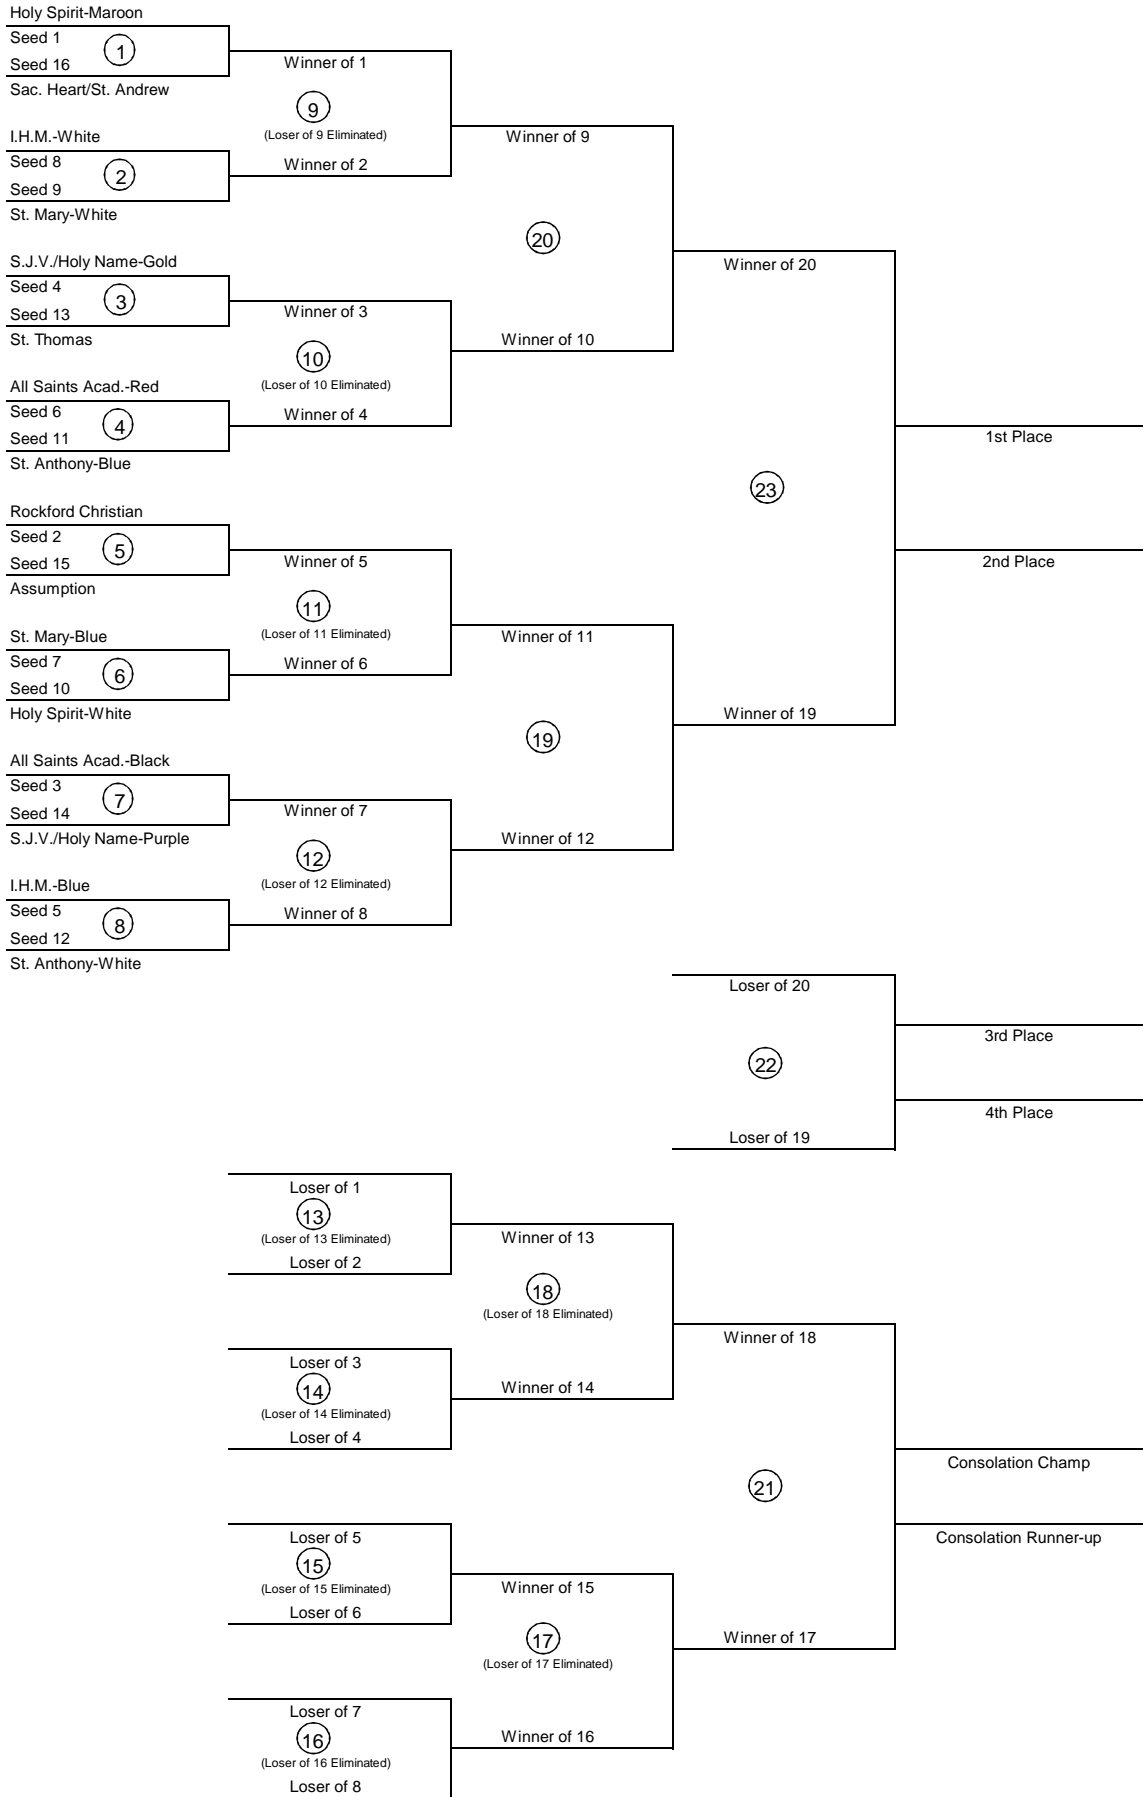 Holy Spirit-Maroon
Seed 1
1
Seed 16
Sac. Heart/St. Andrew
Winner of 1
9
(Loser of 9 Eliminated)
Winner of 2
I.H.M.-White
Seed 8
2
Seed 9
St. Mary-White
Winner of 9
20
Winner of 10
S.J.V./Holy Name-Gold
Seed 4
3
Seed 13
St. Thomas
Winner of 3
10
(Loser of 10 Eliminated)
Winner of 4
All Saints Acad.-Red
Seed 6
4
Seed 11
St. Anthony-Blue
Winner of 20
23
Winner of 19
1st Place
2nd Place
Rockford Christian
Seed 2
5
Seed 15
Assumption
Winner of 5
11
(Loser of 11 Eliminated)
Winner of 6
St. Mary-Blue
Seed 7
6
Seed 10
Holy Spirit-White
Winner of 11
19
Winner of 12
All Saints Acad.-Black
Seed 3
7
Seed 14
S.J.V./Holy Name-Purple
Winner of 7
12
(Loser of 12 Eliminated)
Winner of 8
I.H.M.-Blue
Seed 5
8
Seed 12
St. Anthony-White
Loser of 20
22
Loser of 19
3rd Place
4th Place
Loser of 1
13
(Loser of 13 Eliminated)
Loser of 2
Winner of 13
18
(Loser of 18 Eliminated)
Winner of 14
Loser of 3
14
(Loser of 14 Eliminated)
Loser of 4
Winner of 18
21
Winner of 17
Consolation Champ
Consolation Runner-up
Loser of 5
15
(Loser of 15 Eliminated)
Loser of 6
Winner of 15
17
(Loser of 17 Eliminated)
Winner of 16
Loser of 7
16
(Loser of 16 Eliminated)
Loser of 8